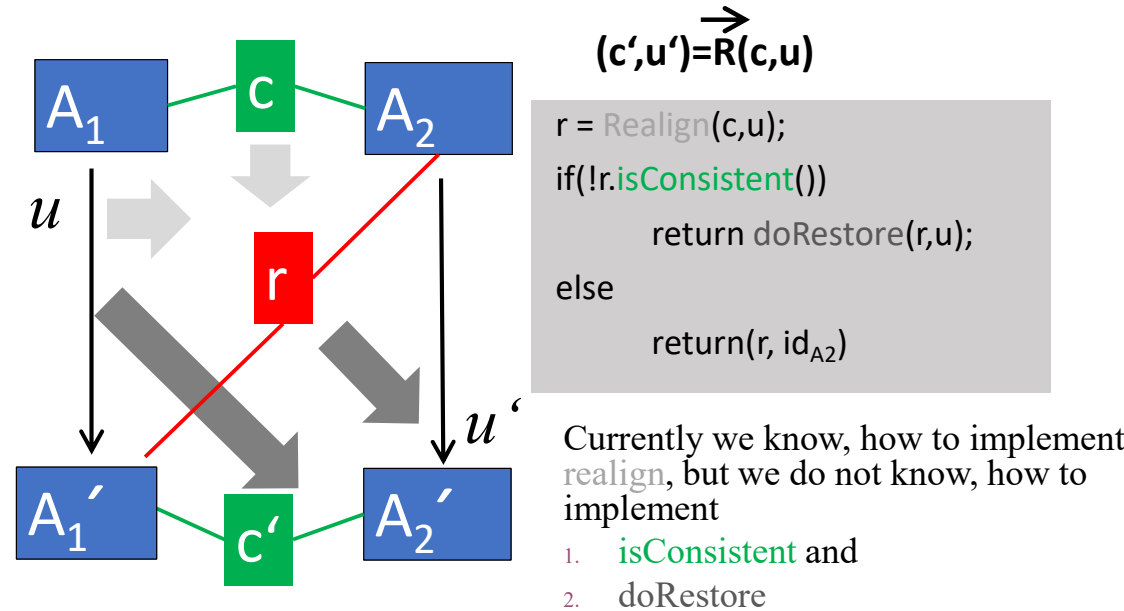 A₁
c
A₂
u
r
u‘
A₁´
c‘
A₂´
(c‘,u‘)=R⃗(c,u)
r = Realign(c,u);
if(!r.isConsistent())
return doRestore(r,u);
else
return(r, id_A2)
Currently we know, how to implement
realign, but we do not know, how to
implement
1. isConsistent and
2. doRestore